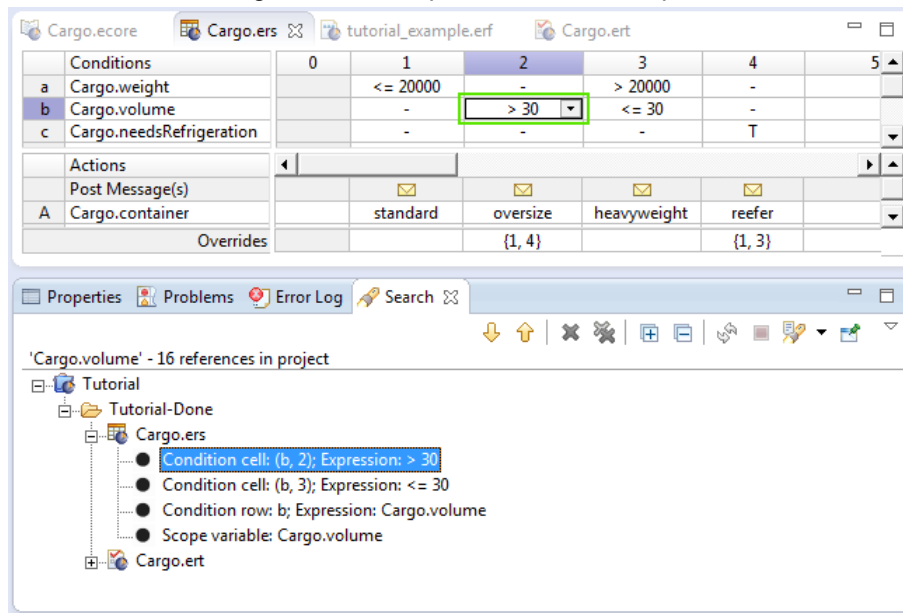 Cargo.ecore Cargo.ers tutorial_example.erf Cargo.ert
Conditions 0 1 2 3 4 5
a Cargo.weight <= 20000 - > 20000 -
b Cargo.volume - > 30 <= 30 -
c Cargo.needsRefrigeration - - - T
Actions
Post Message(s)
A Cargo.container standard oversize heavyweight reefer
Overrides {1, 4} {1, 3}
Properties Problems Error Log Search
'Cargo.volume' - 16 references in project
Tutorial
Tutorial-Done
Cargo.ers
Condition cell: (b, 2); Expression: > 30
Condition cell: (b, 3); Expression: <= 30
Condition row: b; Expression: Cargo.volume
Scope variable: Cargo.volume
Cargo.ert